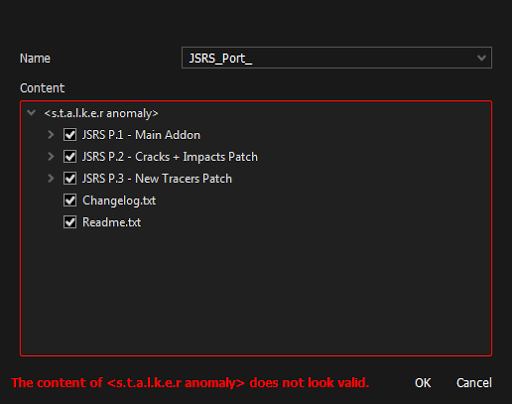 Name
JSRS_Port_
Content
<s.t.a.l.k.e.r anomaly>
JSRS P.1 - Main Addon
JSRS P.2 - Cracks + Impacts Patch
JSRS P.3 - New Tracers Patch
Changelog.txt
Readme.txt
The content of <s.t.a.l.k.e.r anomaly> does not look valid.
OK
Cancel